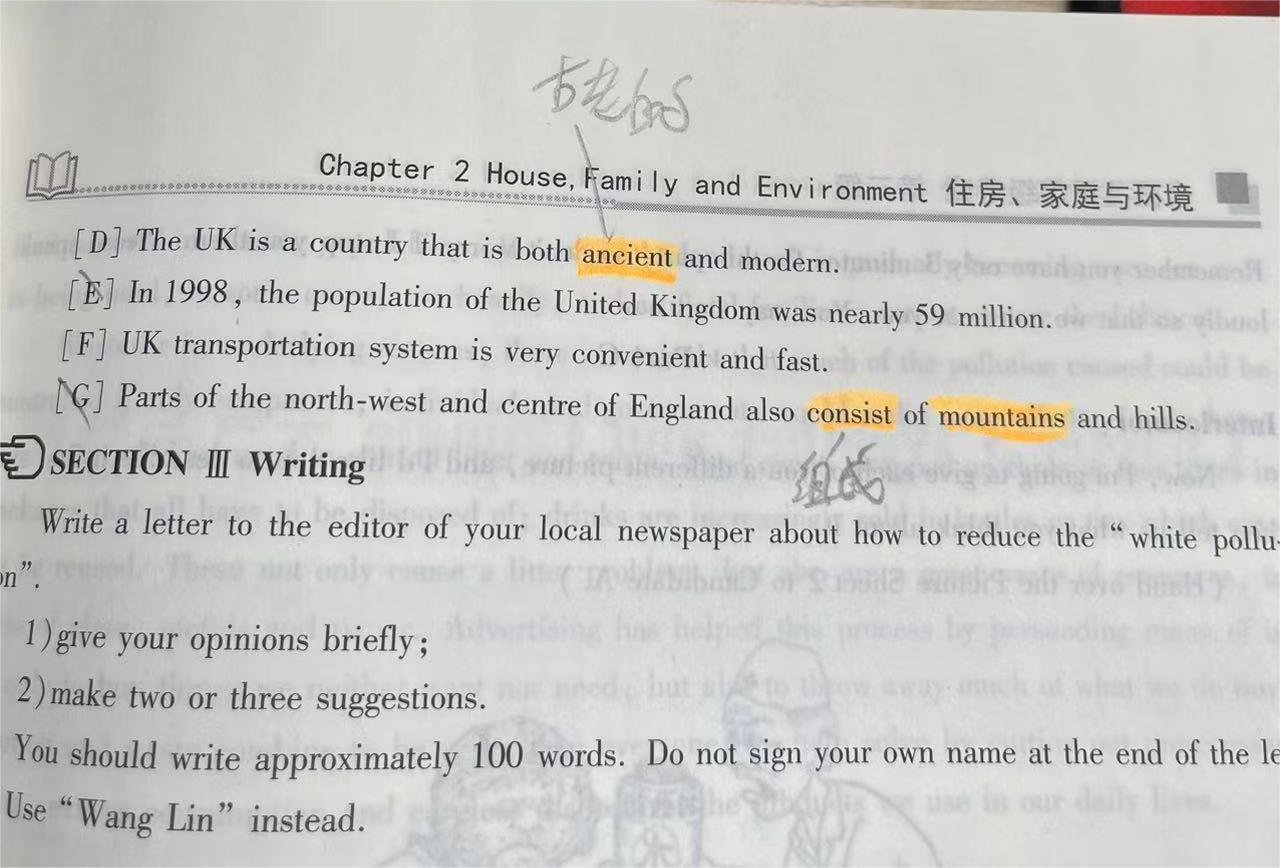 古老的
Chapter 2 House, Family and Environment 住房、家庭与环境
[D] The UK is a country that is both ancient and modern.
[E] In 1998, the population of the United Kingdom was nearly 59 million.
[F] UK transportation system is very convenient and fast.
[G] Parts of the north-west and centre of England also consist of mountains and hills.
组成
SECTION Ⅲ Writing
Write a letter to the editor of your local newspaper about how to reduce the “white pollu-
on”.
1)give your opinions briefly;
2)make two or three suggestions.
You should write approximately 100 words. Do not sign your own name at the end of the le
Use “Wang Lin” instead.